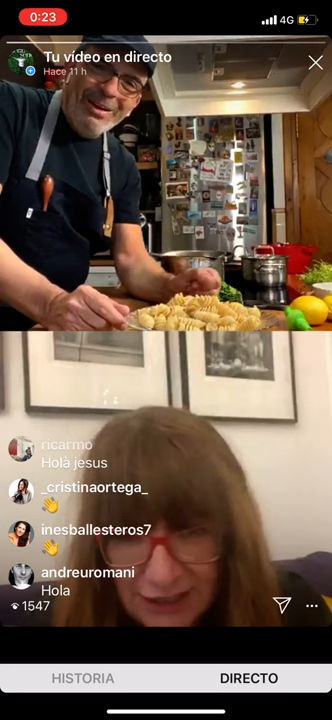 0:23
4G
Tu vídeo en directo
Hace 11 h
ricarmo
Holà jesus
_cristinaortega_
👋
inesballesteros7
👋
andreuromani
Hola
1547
HISTORIA
DIRECTO